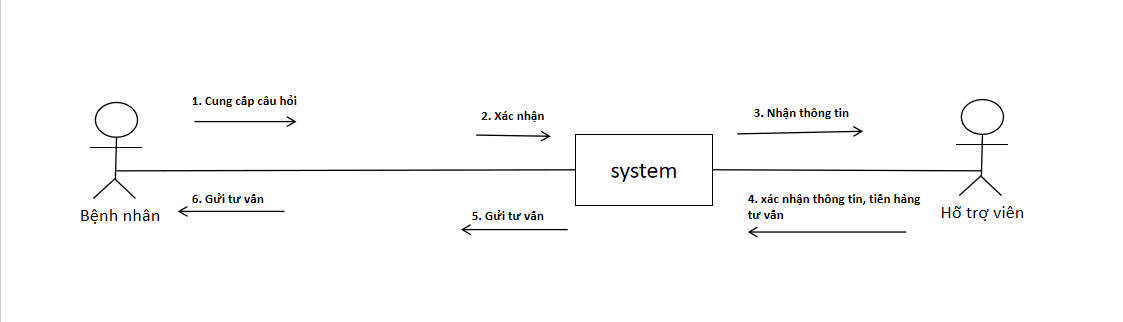 1. Cung cấp câu hỏi
2. Xác nhận
3. Nhận thông tin
system
6. Gửi tư vấn
5. Gửi tư vấn
4. xác nhận thông tin, tiến hàng
tư vấn
Bệnh nhân
Hỗ trợ viên